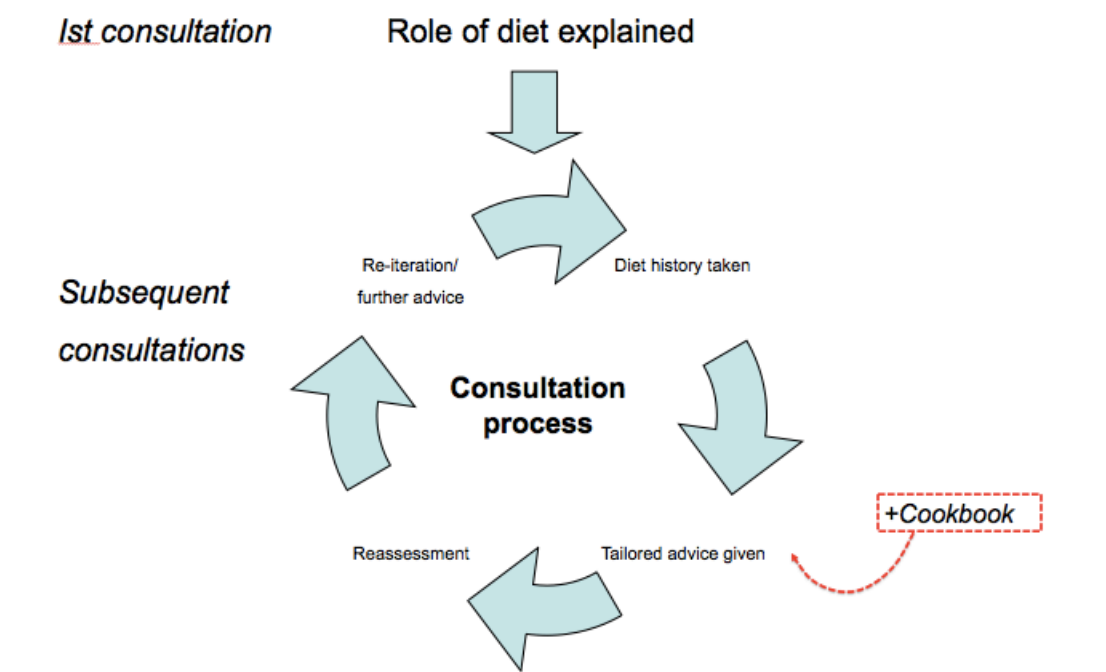 Ist consultation
Role of diet explained
Re-iteration/
further advice
Diet history taken
Subsequent
consultations
Consultation
process
+Cookbook
Reassessment
Tailored advice given